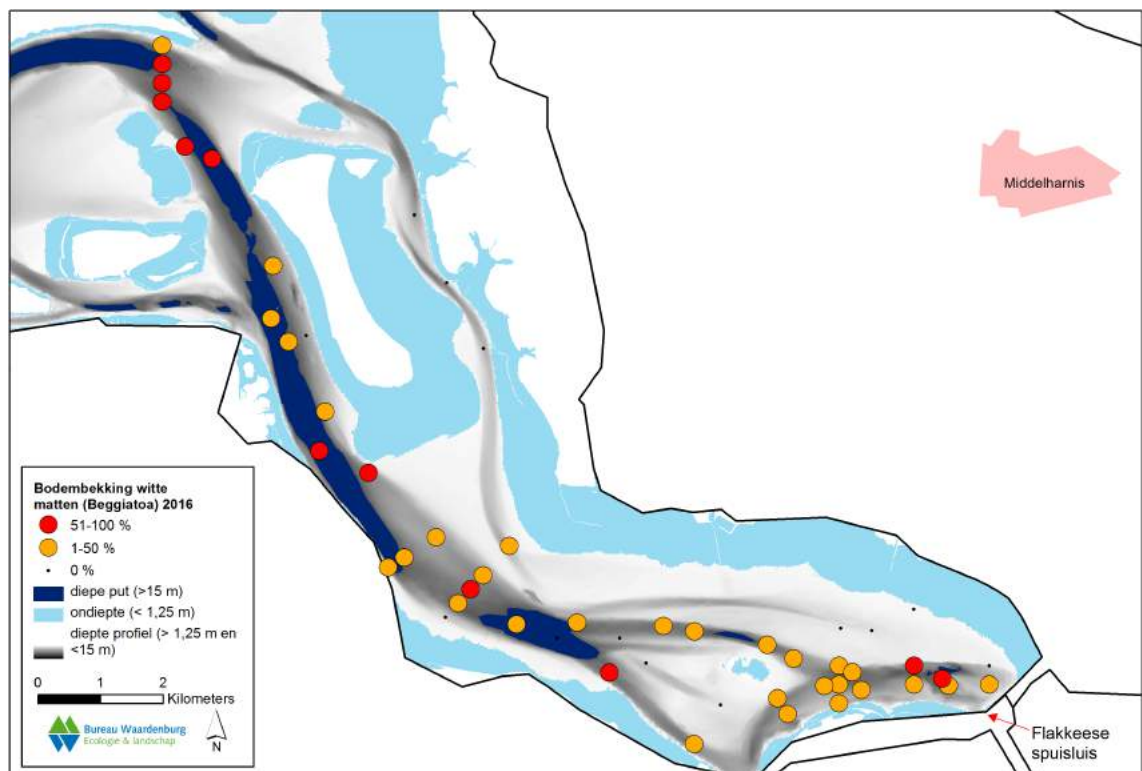 Middelharnis
Bodembekking witte
matten (Beggiatoa) 2016
51-100 %
1-50 %
0 %
diepe put (>15 m)
ondiepte (< 1,25 m)
diepte profiel (> 1,25 m en
<15 m)
0 1 2
Kilometers
Bureau Waardenburg
Ecologie & landschap
N
Flakkeese
spuisluis